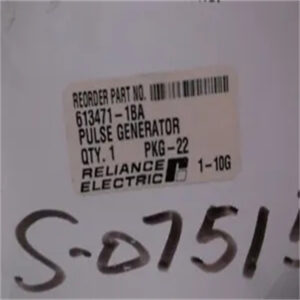 REORDER PART NO.
613471-1BA
PULSE GENERATOR
QTY. 1 PKG-22
RELIANCE
ELECTRIC 1-10G
S-0751